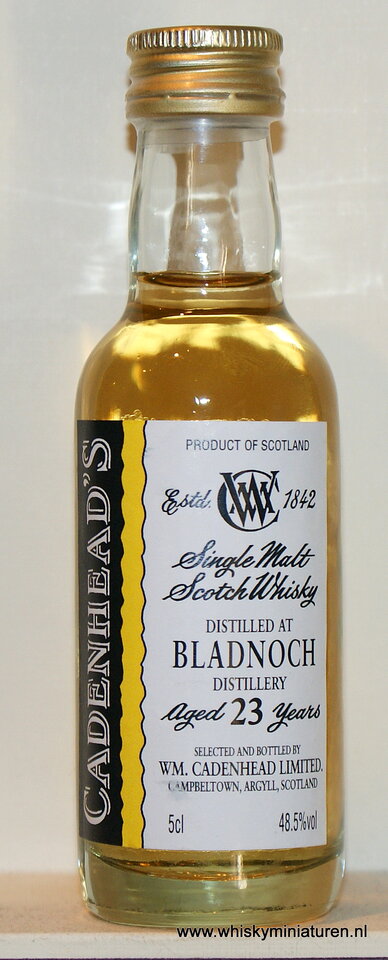 CADENHEAD'S
PRODUCT OF SCOTLAND
Estd. WC 1842
Single Malt
Scotch Whisky
DISTILLED AT
BLADNOCH
DISTILLERY
Aged 23 Years
SELECTED AND BOTTLED BY
WM. CADENHEAD LIMITED.
CAMPBELTOWN, ARGYLL, SCOTLAND
5cl 48.5%vol
www.whiskyminiaturen.nl